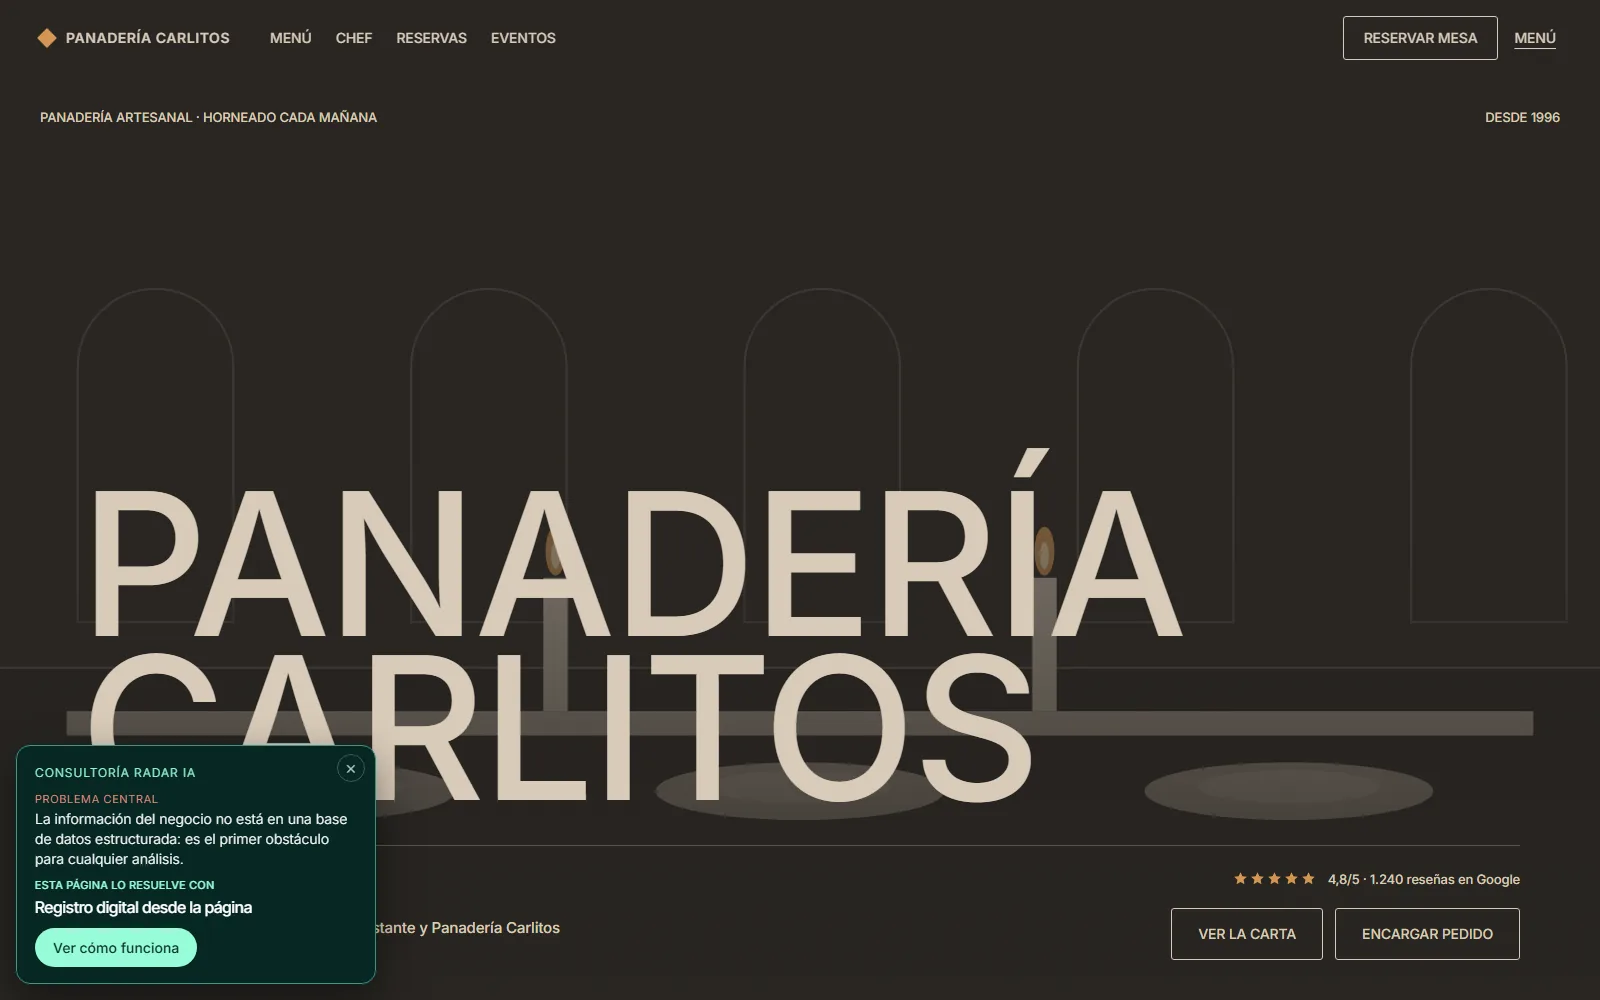 PANADERÍA CARLITOS
MENÚ
CHEF
RESERVAS
EVENTOS
RESERVAR MESA
MENÚ
PANADERÍA ARTESANAL · HORNEADO CADA MAÑANA
DESDE 1996
PANADERÍA
CARLITOS
CONSULTORÍA RADAR IA
PROBLEMA CENTRAL
La información del negocio no está en una base
de datos estructurada: es el primer obstáculo
para cualquier análisis.
ESTA PÁGINA LO RESUELVE CON
Registro digital desde la página
Ver cómo funciona
4,8/5 · 1.240 reseñas en Google
y Panadería Carlitos
VER LA CARTA
ENCARGAR PEDIDO